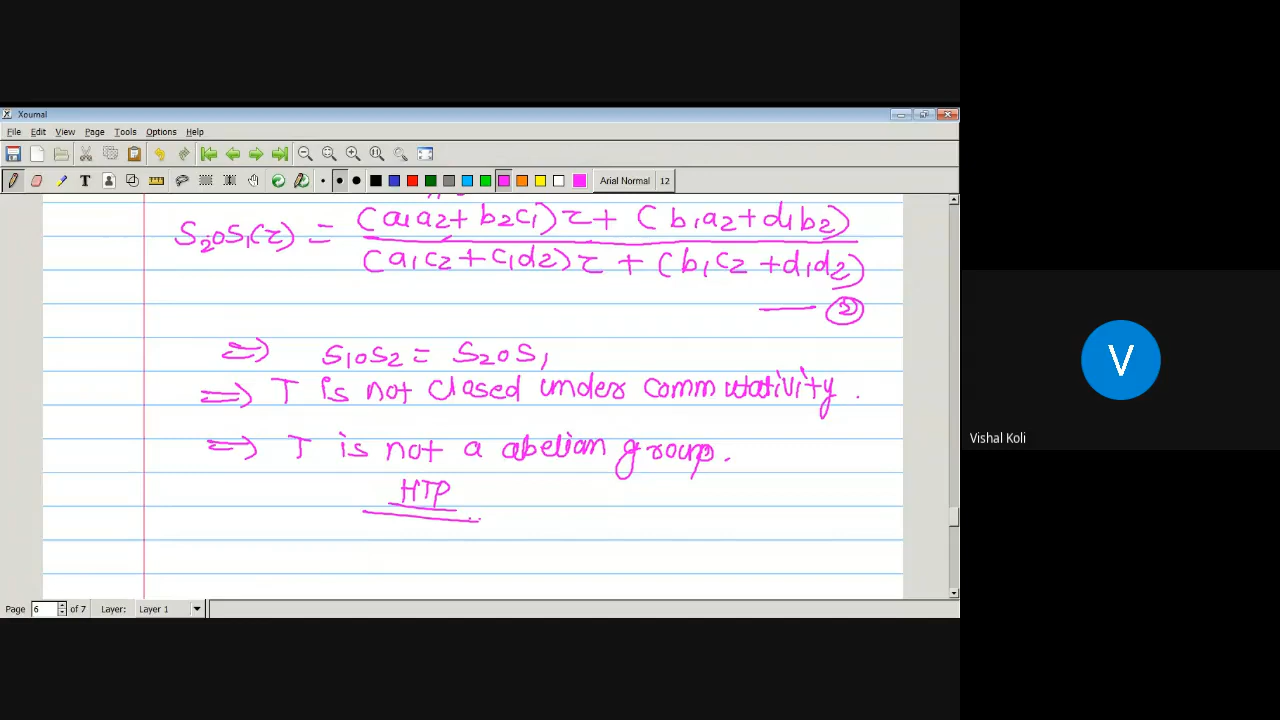 Xoumal
File Edit View Page Tools Options Help
Arial Normal 12
S₂oS₁(z) = (a₁a₂ + b₂c₁)z + (b₁a₂ + d₁b₂)
(a₁c₂ + c₁d₂)z + (b₁c₂ + d₁d₂)
— ②
⇒ S₁oS₂ = S₂oS₁
⇒ T is not closed under commutativity.
⇒ T is not a abelian group.
HTP
V
Vishal Koli
Page 6 of 7 Layer: Layer 1